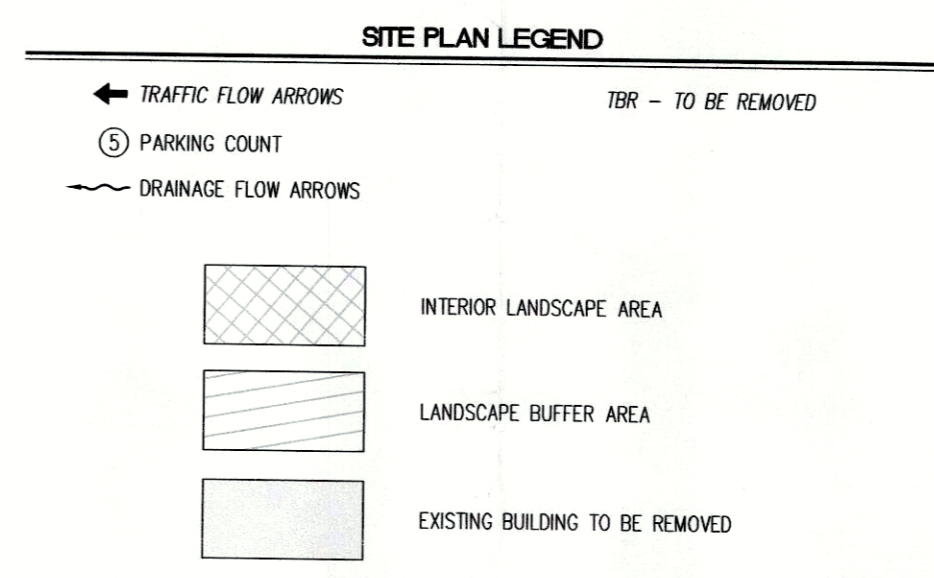 SITE PLAN LEGEND
TRAFFIC FLOW ARROWS
TBR – TO BE REMOVED
5 PARKING COUNT
DRAINAGE FLOW ARROWS
INTERIOR LANDSCAPE AREA
LANDSCAPE BUFFER AREA
EXISTING BUILDING TO BE REMOVED